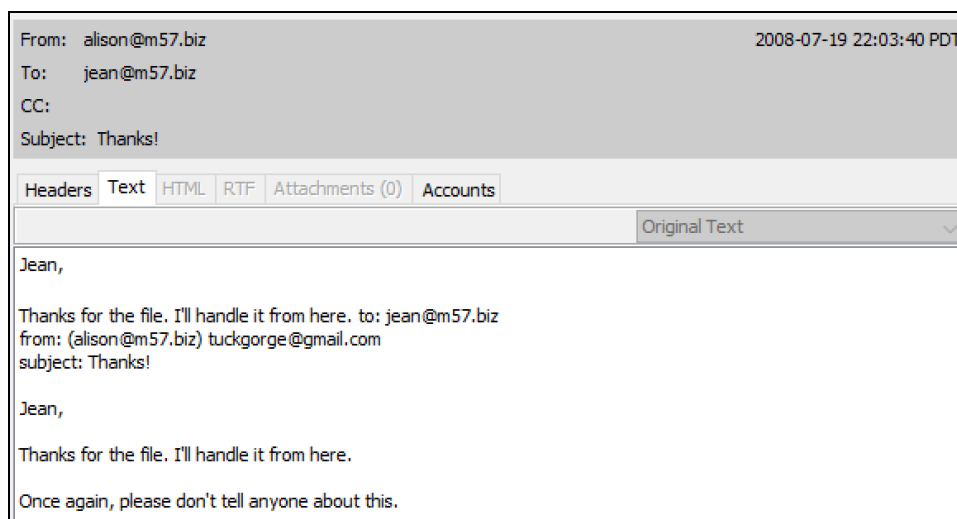 From: alison@m57.biz 2008-07-19 22:03:40 PDT
To: jean@m57.biz
CC:
Subject: Thanks!
Headers Text HTML RTF Attachments (0) Accounts
Original Text
Jean,
Thanks for the file. I'll handle it from here. to: jean@m57.biz
from: (alison@m57.biz) tuckgorge@gmail.com
subject: Thanks!
Jean,
Thanks for the file. I'll handle it from here.
Once again, please don't tell anyone about this.